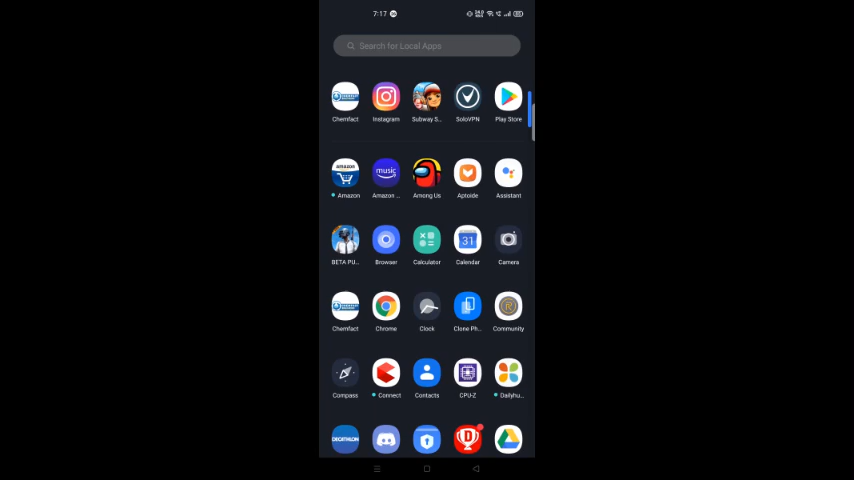 7:17
Search for Local Apps
Chemfact Instagram Subway S... SoloVPN Play Store
amazon music
Amazon Amazon ... Among Us Aptoide Assistant
31
BETA PU... Browser Calculator Calendar Camera
Chemfact Chrome Clock Clone Ph... Community
Compass Connect Contacts CPU-Z Dailyhu...
DECATHLON